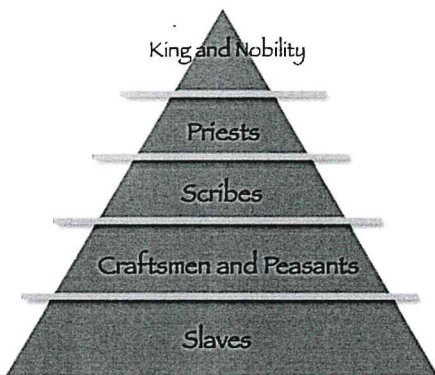 King and Nobility
Priests
Scribes
Craftsmen and Peasants
Slaves